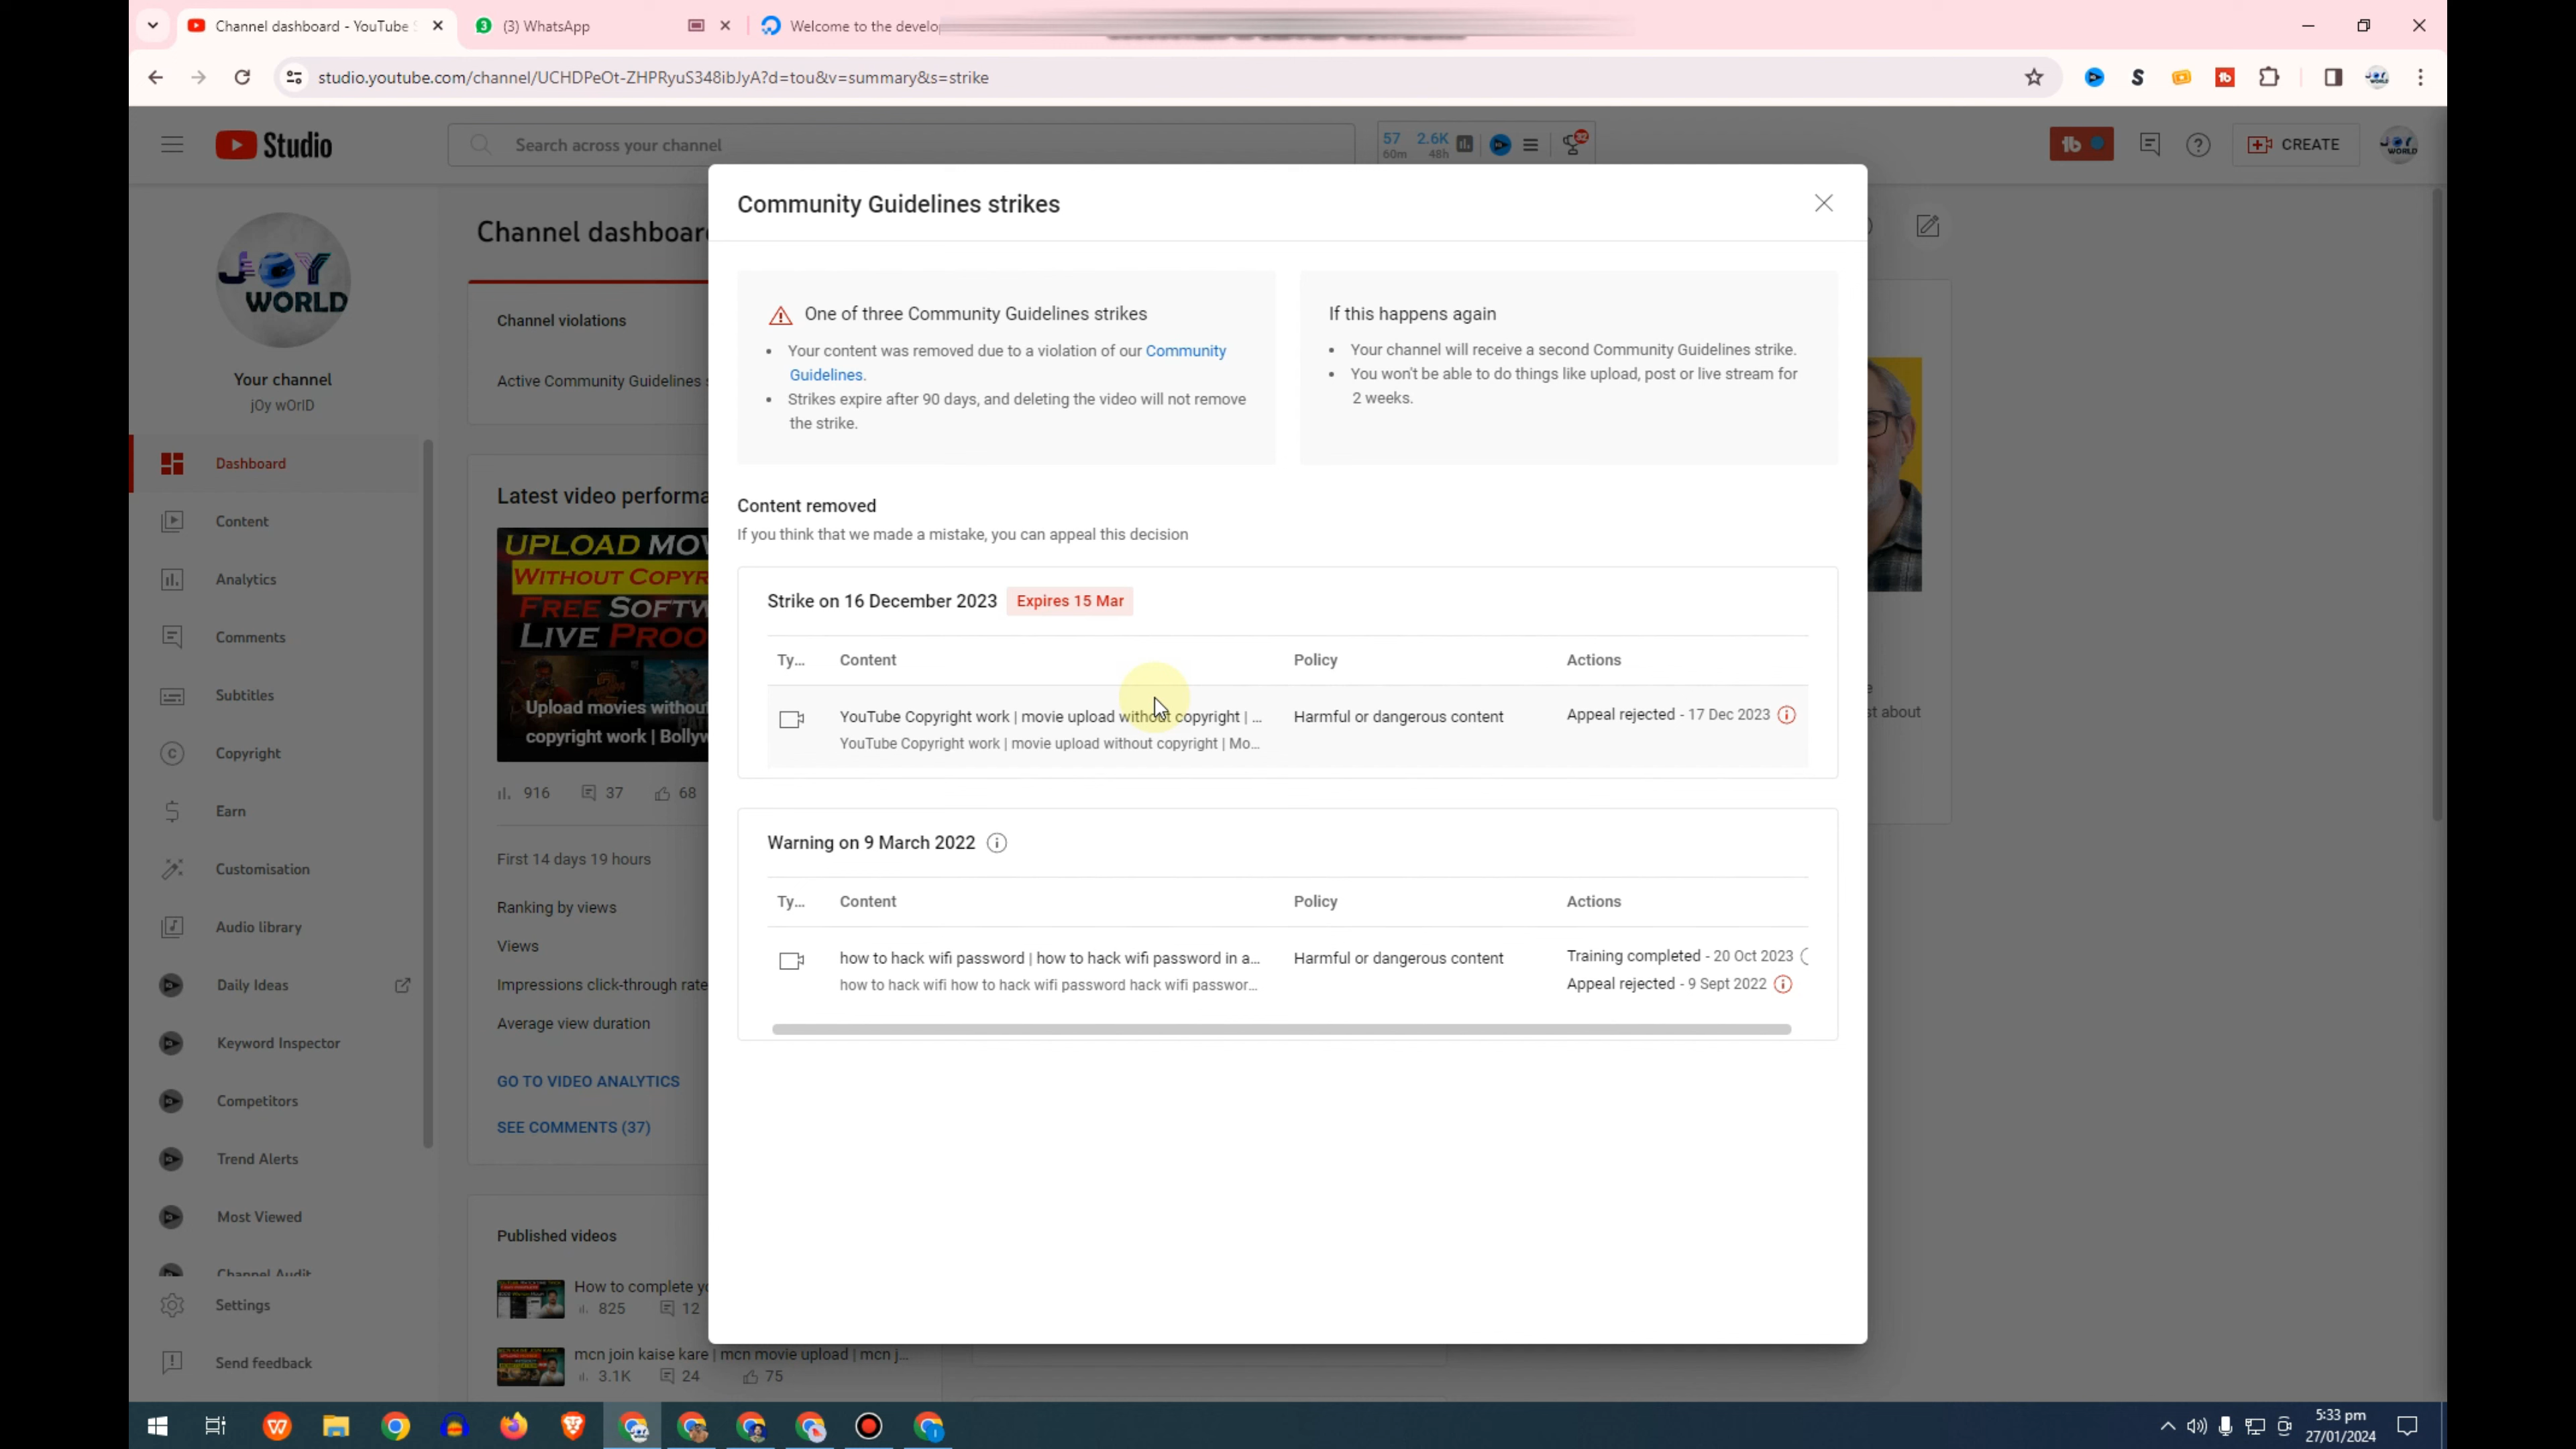 Channel dashboard - YouTube S
(3) WhatsApp
Welcome to the develo
studio.youtube.com/channel/UCHDPeOt-ZHPRyuS348ibJyA?d=tou&v=summary&s=strike
Studio
Search across your channel
57 2.6K
60m 48h
CREATE
JOY
WORLD
Your channel
jOy wOrlD
Dashboard
Content
Analytics
Comments
Subtitles
Copyright
Earn
Customisation
Audio library
Daily Ideas
Keyword Inspector
Competitors
Trend Alerts
Most Viewed
Channel Audit
Settings
Send feedback
Channel dashboar
Channel violations
Active Community Guidelines s
Latest video performa
UPLOAD MOV
WITHOUT COPYR
FREE SOFTW
LIVE PROO
Upload movies withou
copyright work | Bollyw
916 37 68
First 14 days 19 hours
Ranking by views
Views
Impressions click-through rate
Average view duration
GO TO VIDEO ANALYTICS
SEE COMMENTS (37)
Published videos
How to complete yo
825 12
mcn join kaise kare | mcn movie upload | mcn j...
3.1K 24 75
Community Guidelines strikes
One of three Community Guidelines strikes
Your content was removed due to a violation of our Community
Guidelines.
Strikes expire after 90 days, and deleting the video will not remove
the strike.
If this happens again
Your channel will receive a second Community Guidelines strike.
You won't be able to do things like upload, post or live stream for
2 weeks.
Content removed
If you think that we made a mistake, you can appeal this decision
Strike on 16 December 2023 Expires 15 Mar
Ty... Content Policy Actions
YouTube Copyright work | movie upload without copyright | ... Harmful or dangerous content Appeal rejected - 17 Dec 2023
YouTube Copyright work | movie upload without copyright | Mo...
Warning on 9 March 2022
Ty... Content Policy Actions
how to hack wifi password | how to hack wifi password in a... Harmful or dangerous content Training completed - 20 Oct 2023
how to hack wifi how to hack wifi password hack wifi passwor... Appeal rejected - 9 Sept 2022
st about
5:33 pm
27/01/2024